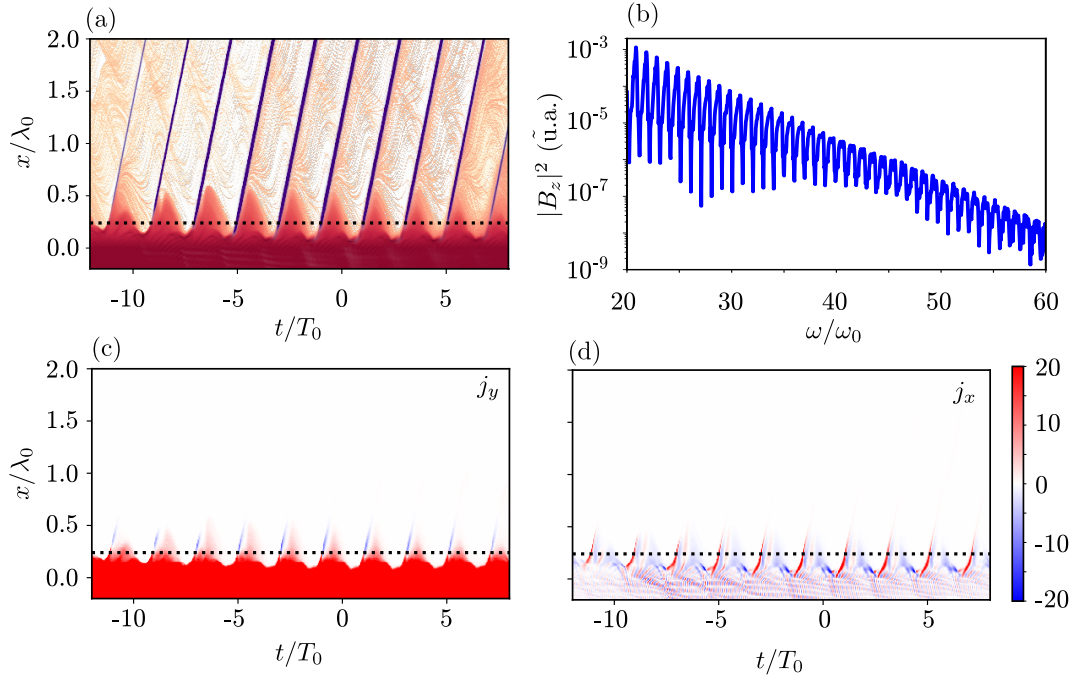 (a)
2.0
1.5
1.0
0.5
0.0
x/λ₀
-10 -5 0 5
t/T₀
(b)
10⁻³
10⁻⁵
10⁻⁷
10⁻⁹
|B_z|² (ũ.a.)
20 30 40 50 60
ω/ω₀
(c)
2.0
1.5
1.0
0.5
0.0
x/λ₀
j_y
-10 -5 0 5
t/T₀
(d)
j_x
-10 -5 0 5
t/T₀
20
10
0
-10
-20